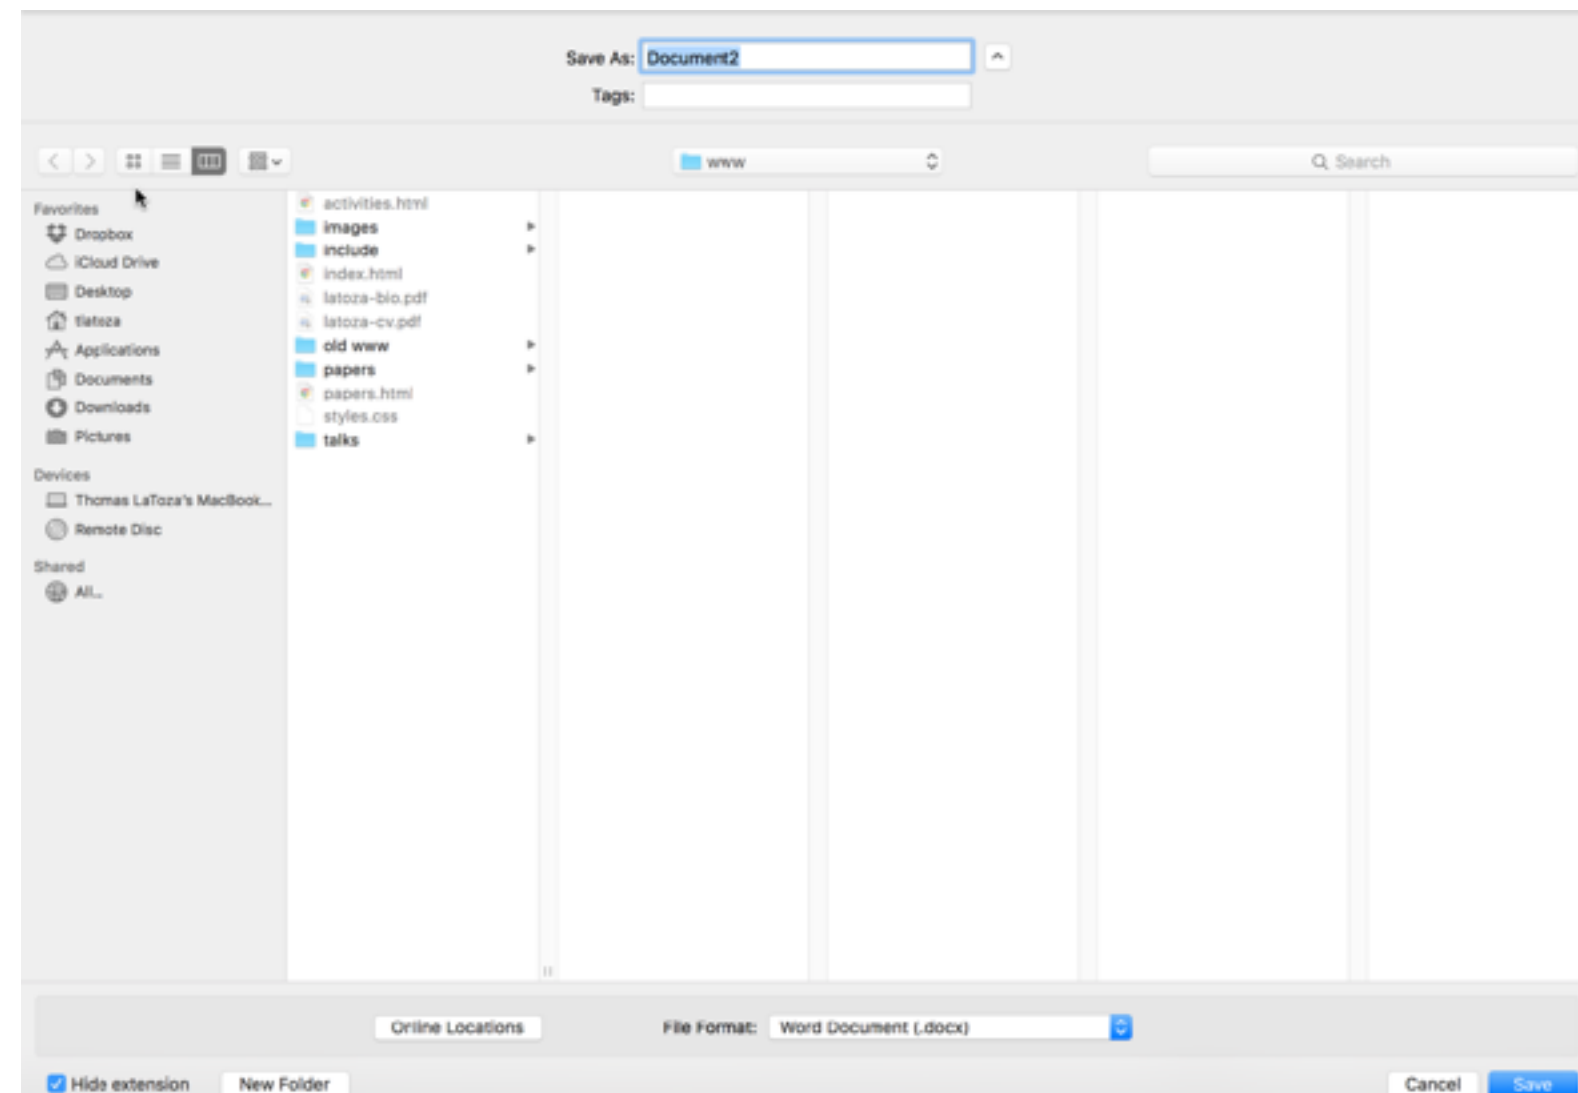 Save As: Document2
Tags:
www
Search
Favorites
Dropbox
iCloud Drive
Desktop
tlatoza
Applications
Documents
Downloads
Pictures
Devices
Thomas LaToza's MacBook...
Remote Disc
Shared
All...
activities.html
images
include
index.html
latoza-bio.pdf
latoza-cv.pdf
old www
papers
papers.html
styles.css
talks
Online Locations
File Format: Word Document (.docx)
Hide extension
New Folder
Cancel
Save